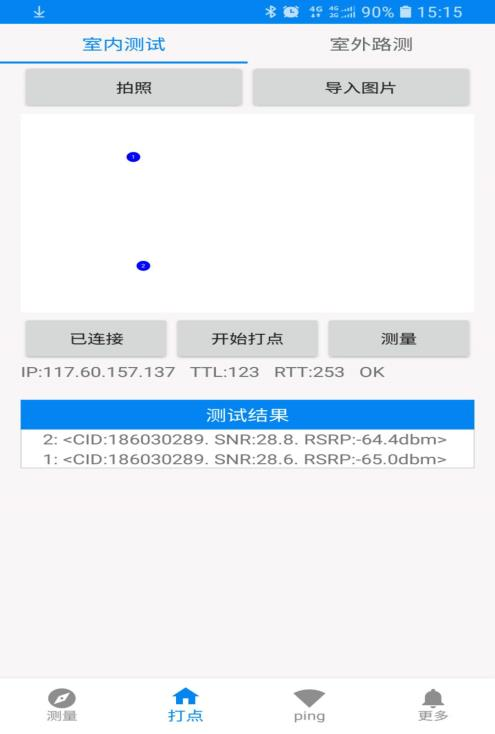 4G 4G 2G 90% 15:15
室内测试 室外路测
拍照 导入图片
1
2
已连接 开始打点 测量
IP:117.60.157.137 TTL:123 RTT:253 OK
测试结果
2: <CID:186030289. SNR:28.8. RSRP:-64.4dbm>
1: <CID:186030289. SNR:28.6. RSRP:-65.0dbm>
测量 打点 ping 更多